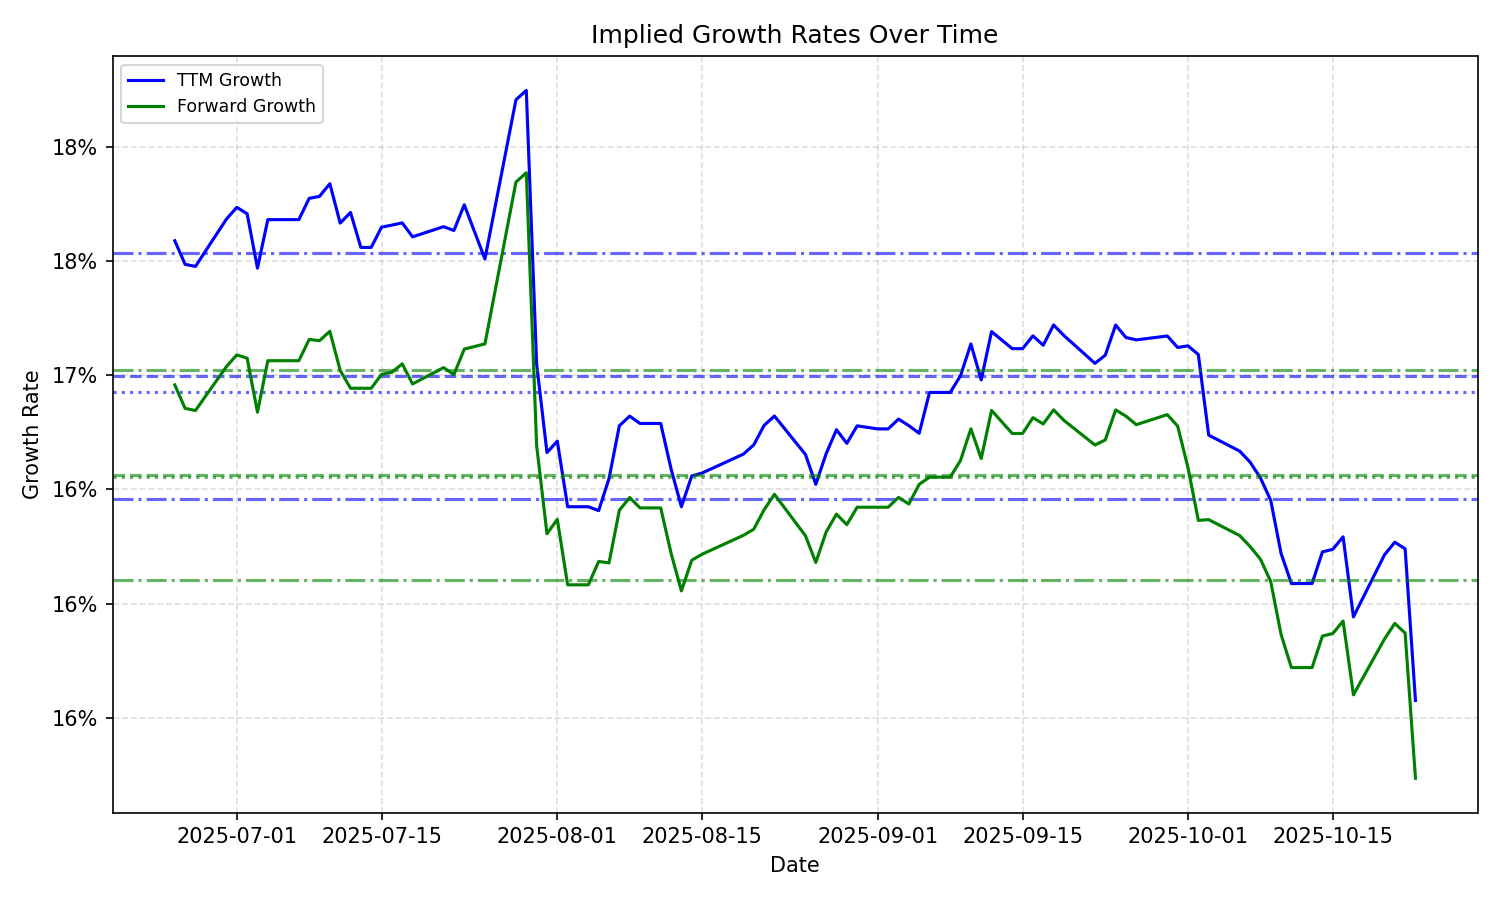 Implied Growth Rates Over Time
TTM Growth
Forward Growth
18%
18%
17%
16%
16%
16%
Growth Rate
2025-07-01
2025-07-15
2025-08-01
2025-08-15
2025-09-01
2025-09-15
2025-10-01
2025-10-15
Date